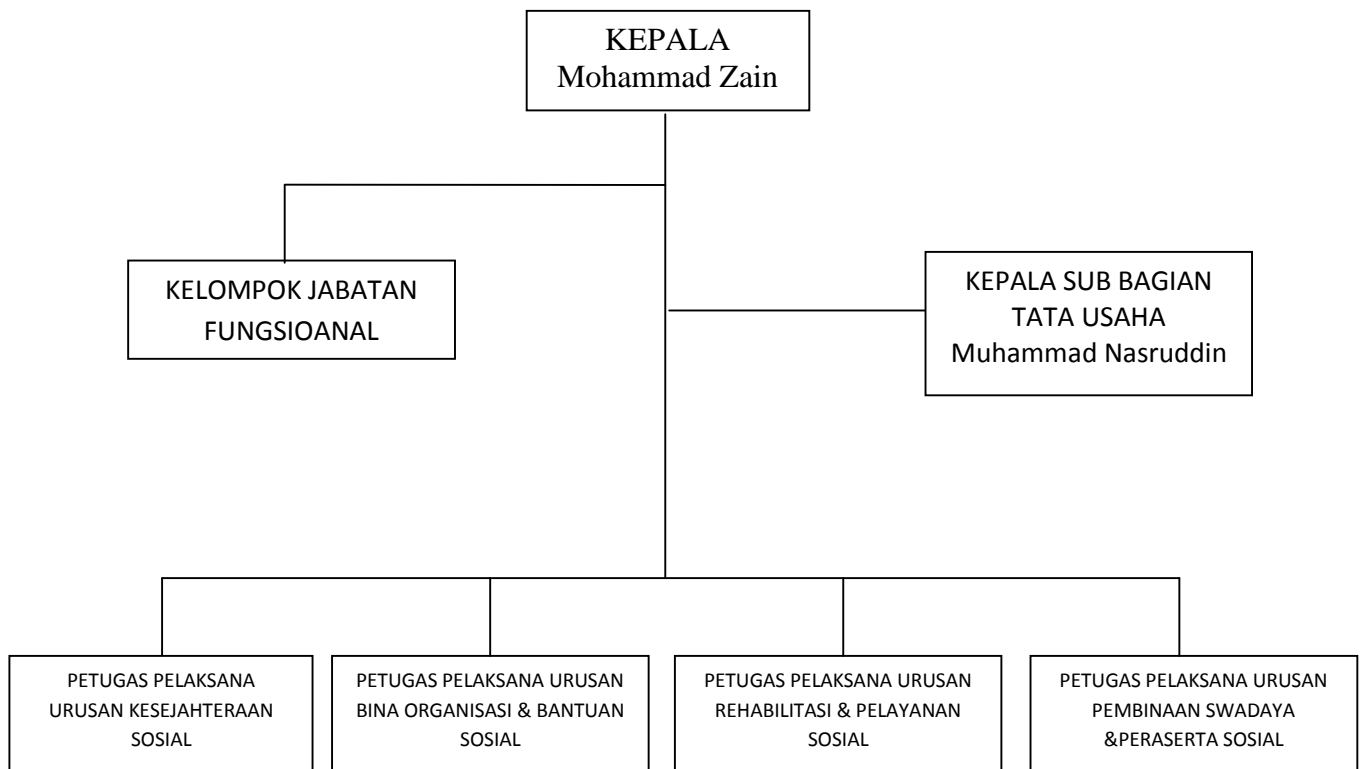 KEPALA
Mohammad Zain
KELOMPOK JABATAN
FUNGSIOANAL
KEPALA SUB BAGIAN
TATA USAHA
Muhammad Nasruddin
PETUGAS PELAKSANA
URUSAN KESEJAHTERAAN
SOSIAL
PETUGAS PELAKSANA URUSAN
BINA ORGANISASI & BANTUAN
SOSIAL
PETUGAS PELAKSANA URUSAN
REHABILITASI & PELAYANAN
SOSIAL
PETUGAS PELAKSANA URUSAN
PEMBINAAN SWADAYA
&PERASERTA SOSIAL